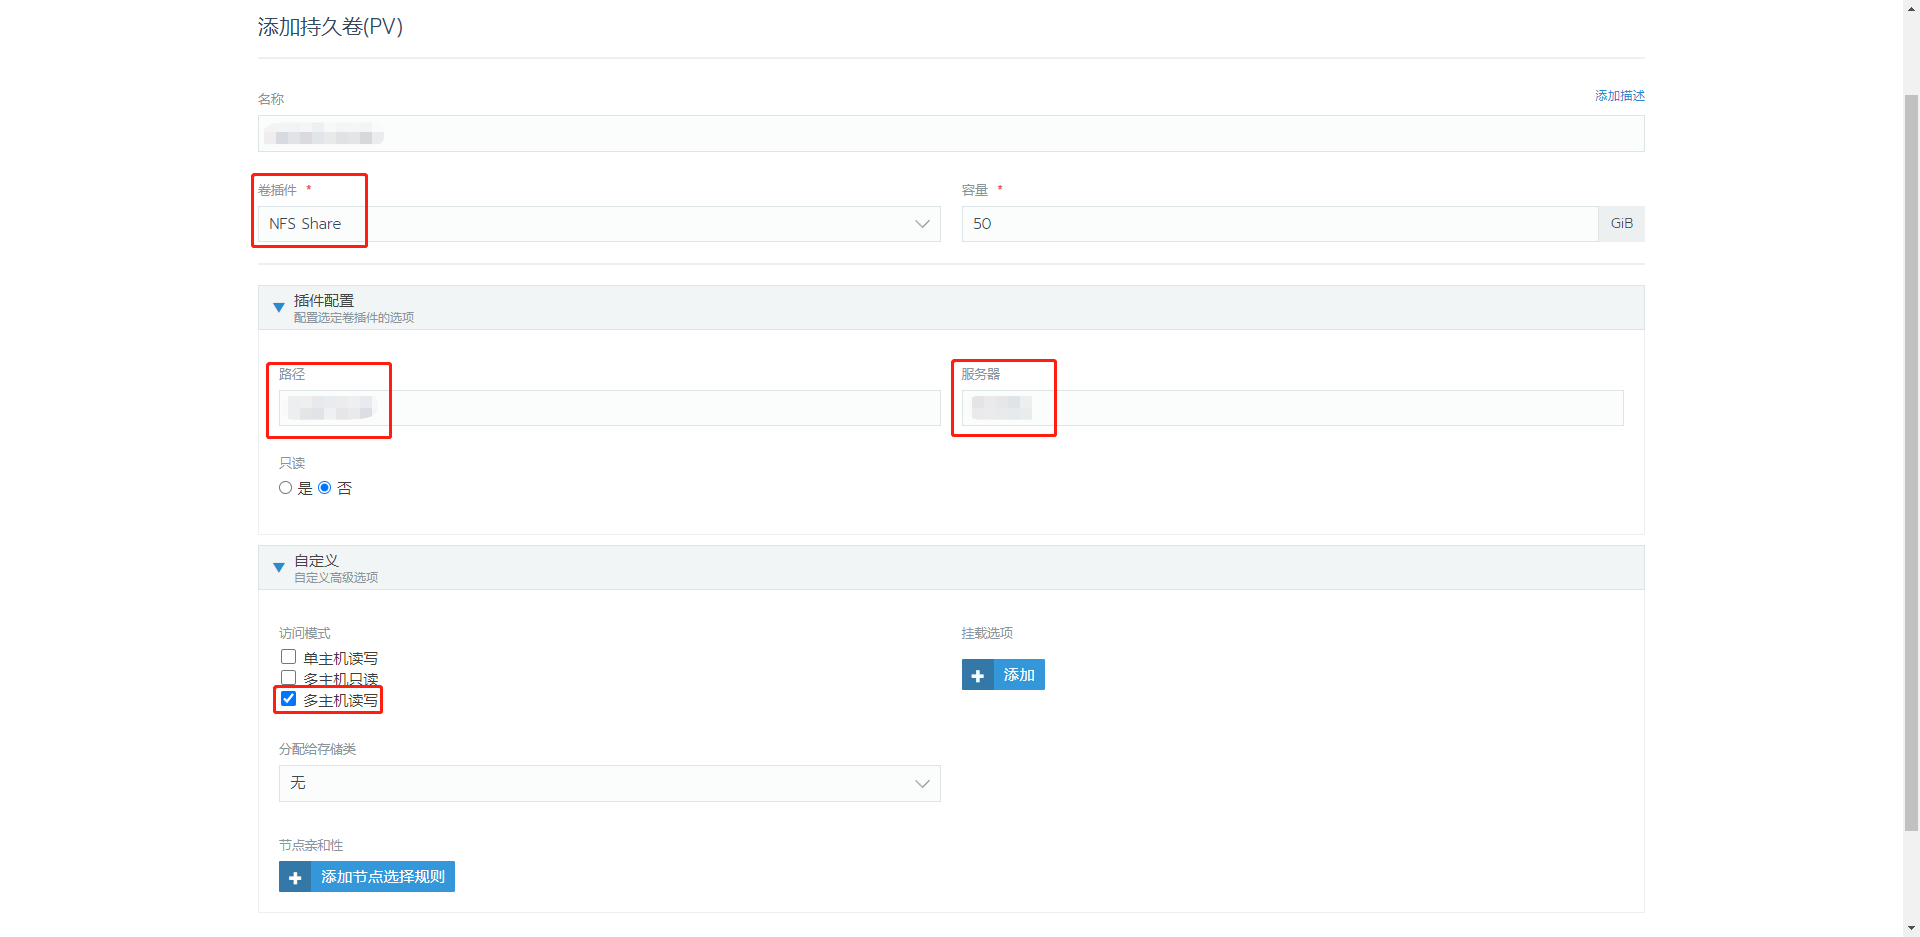 添加持久卷(PV)
名称
添加描述
卷插件 *
容量 *
NFS Share
50
GiB
插件配置
配置选定卷插件的选项
路径
服务器
只读
是 否
自定义
自定义高级选项
访问模式
挂载选项
单主机读写
多主机只读
多主机读写
添加
分配给存储类
无
节点亲和性
添加节点选择规则